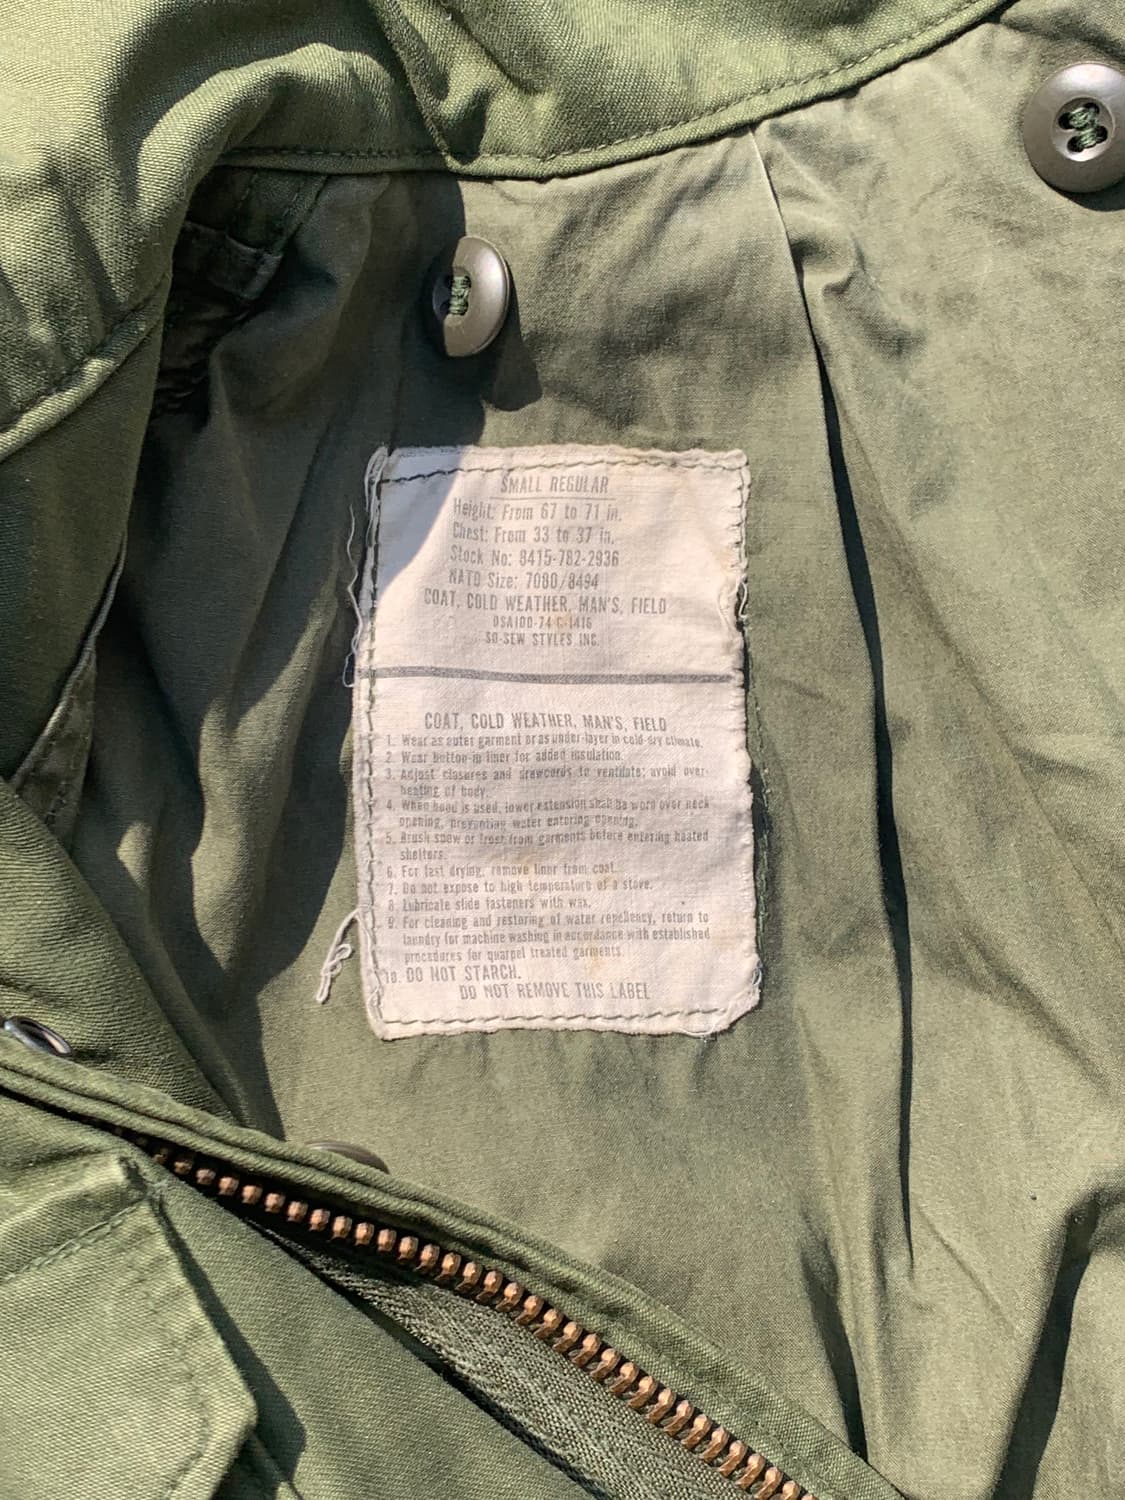 SMALL REGULAR
Height: From 67 to 71 in.
Chest: From 33 to 37 in.
Stock No: 8415-782-2936
NATO Size: 7080/8494
COAT, COLD WEATHER, MAN'S, FIELD
DSA100-74-C-1416
SO-SEW STYLES INC.
COAT, COLD WEATHER, MAN'S, FIELD
1. Wear as outer garment or as under-layer in cold-dry climate.
2. Wear button-in liner for added insulation.
3. Adjust closures and drawcords to ventilate; avoid over-
heating of body.
4. When hood is used, lower extension shall be worn over neck
opening, preventing water entering opening.
5. Brush snow or frost from garments before entering heated
shelters.
6. For fast drying, remove liner from coat.
7. Do not expose to high temperature of a stove.
8. Lubricate slide fasteners with wax.
9. For cleaning and restoring of water repellency, return to
laundry for machine washing in accordance with established
procedures for quarpel treated garments.
10. DO NOT STARCH.
DO NOT REMOVE THIS LABEL